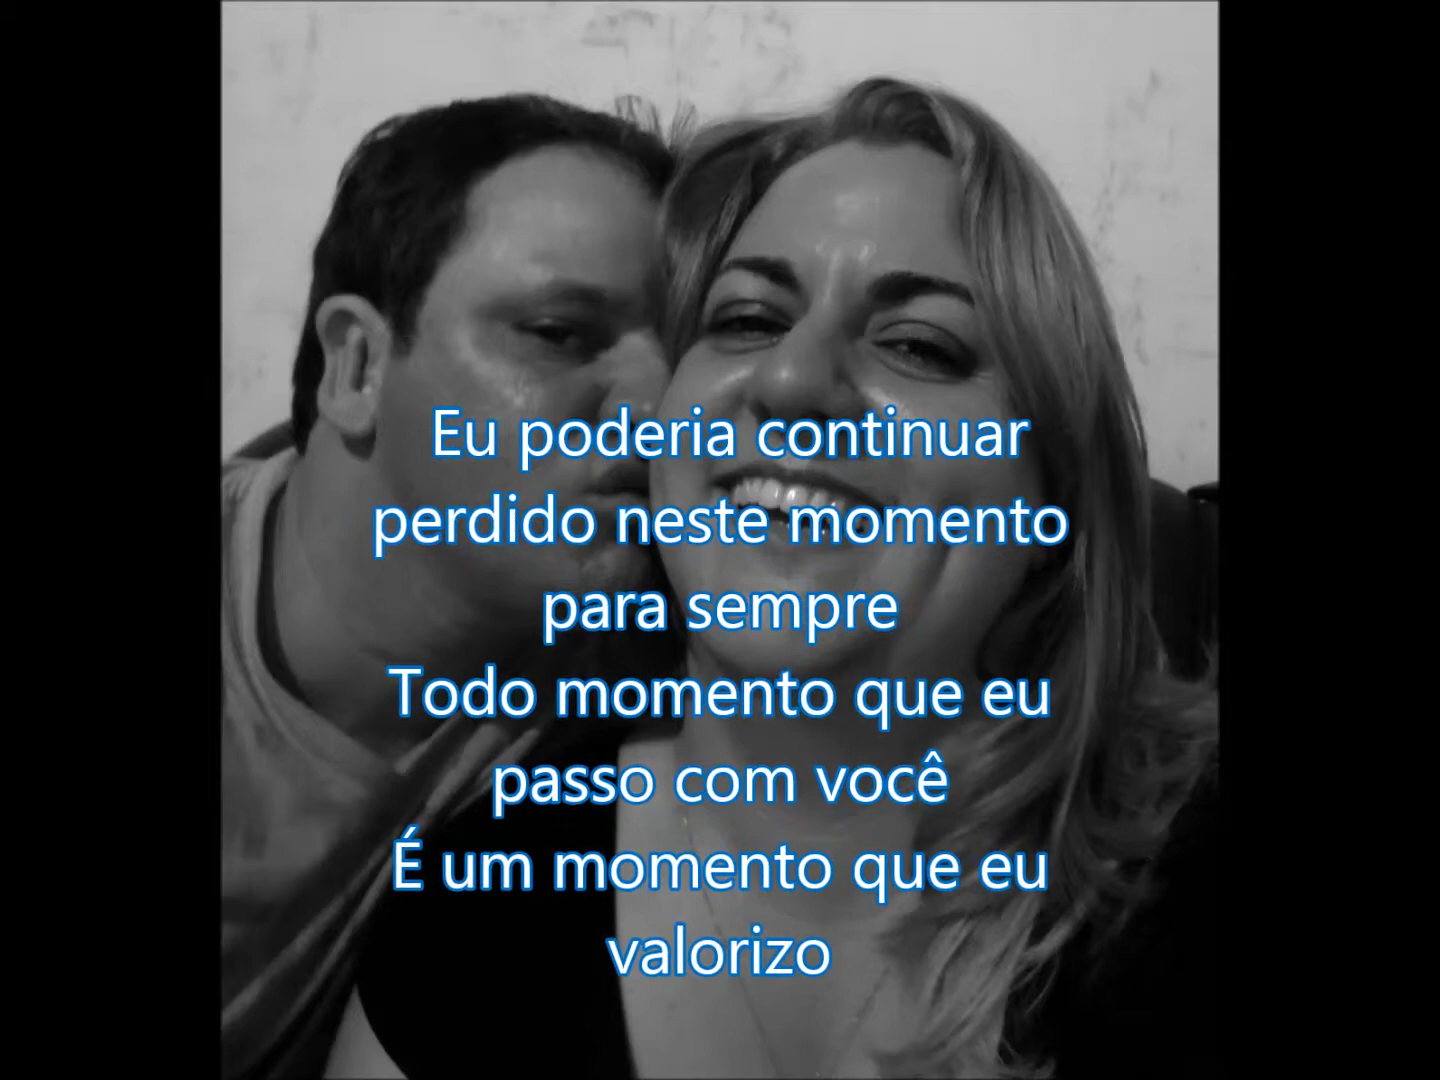 Eu poderia continuar
perdido neste momento
para sempre
Todo momento que eu
passo com você
É um momento que eu
valorizo